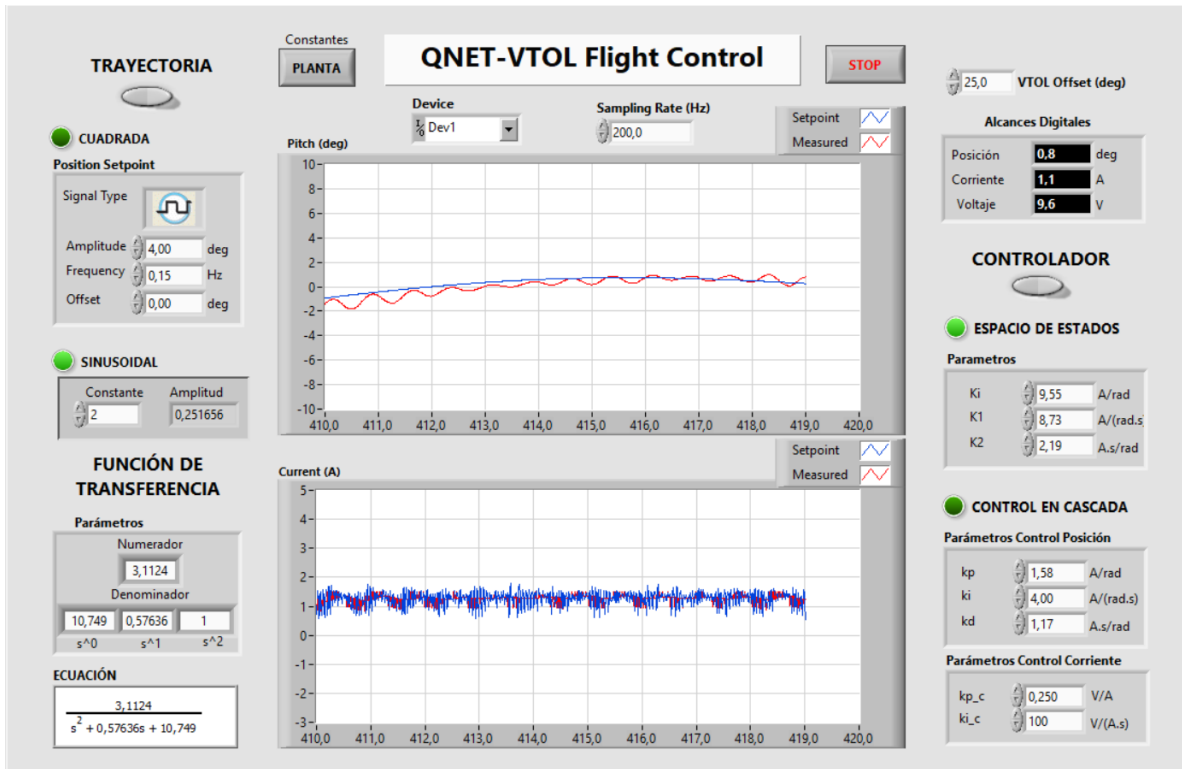 QNET-VTOL Flight Control
Constantes
PLANTA
STOP
TRAYECTORIA
CUADRADA
Position Setpoint
Signal Type
Amplitude 4,00 deg
Frequency 0,15 Hz
Offset 0,00 deg
SINUSOIDAL
Constante Amplitud
2 0,251656
FUNCIÓN DE
TRANSFERENCIA
Parámetros
Numerador
3,1124
Denominador
10,749 0,57636 1
s^0 s^1 s^2
ECUACIÓN
3,1124
s2 + 0,57636s + 10,749
Device
I/O Dev1
Sampling Rate (Hz)
200,0
Setpoint
Measured
Pitch (deg)
10
8
6
4
2
0
-2
-4
-6
-8
-10
410,0 411,0 412,0 413,0 414,0 415,0 416,0 417,0 418,0 419,0 420,0
Setpoint
Measured
Current (A)
5
4
3
2
1
0
-1
-2
-3
410,0 411,0 412,0 413,0 414,0 415,0 416,0 417,0 418,0 419,0 420,0
25,0 VTOL Offset (deg)
Alcances Digitales
Posición 0,8 deg
Corriente 1,1 A
Voltaje 9,6 V
CONTROLADOR
ESPACIO DE ESTADOS
Parametros
Ki 9,55 A/rad
K1 8,73 A/(rad.s
K2 2,19 A.s/rad
CONTROL EN CASCADA
Parámetros Control Posición
kp 1,58 A/rad
ki 4,00 A/(rad.s)
kd 1,17 A.s/rad
Parámetros Control Corriente
kp_c 0,250 V/A
ki_c 100 V/(A.s)